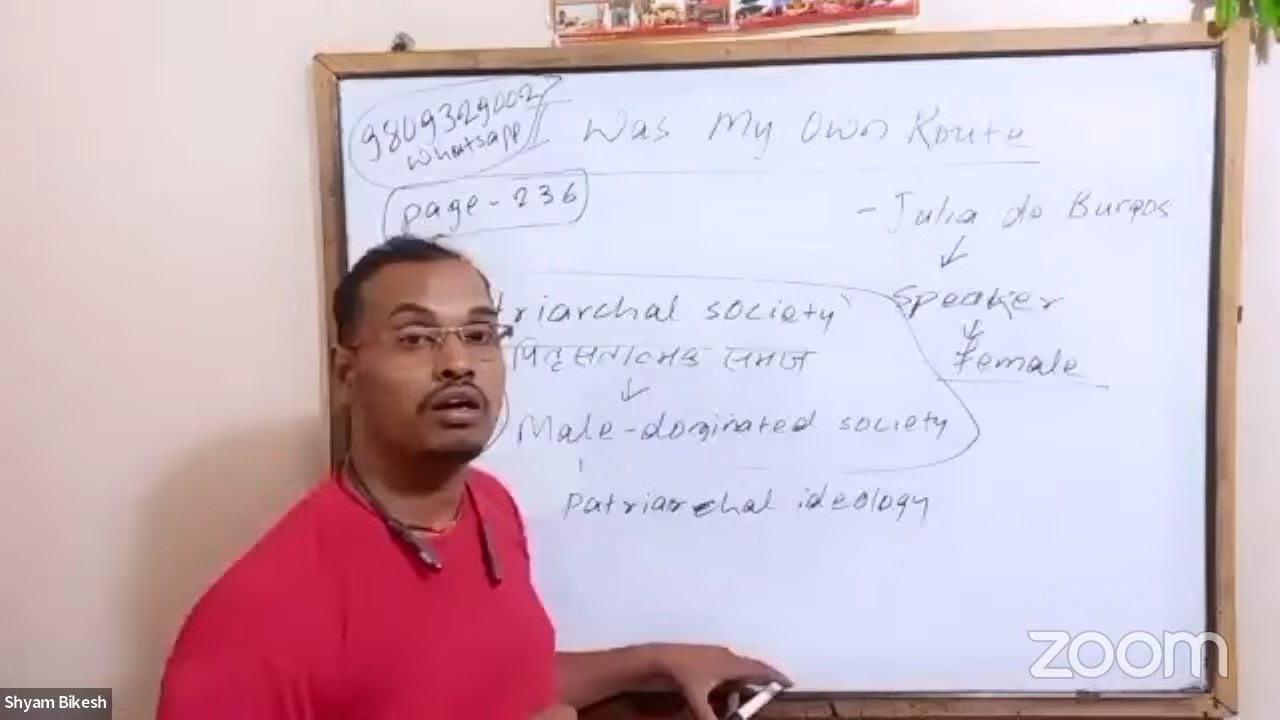 9809329002
Whatsapp
I Was My Own Route
page - 236
- Julia de Burgos
Speaker
Female
triarchal society
पितृसतात्मक समाज
Male-dominated society
Patriarchal ideology
zoom
Shyam Bikesh